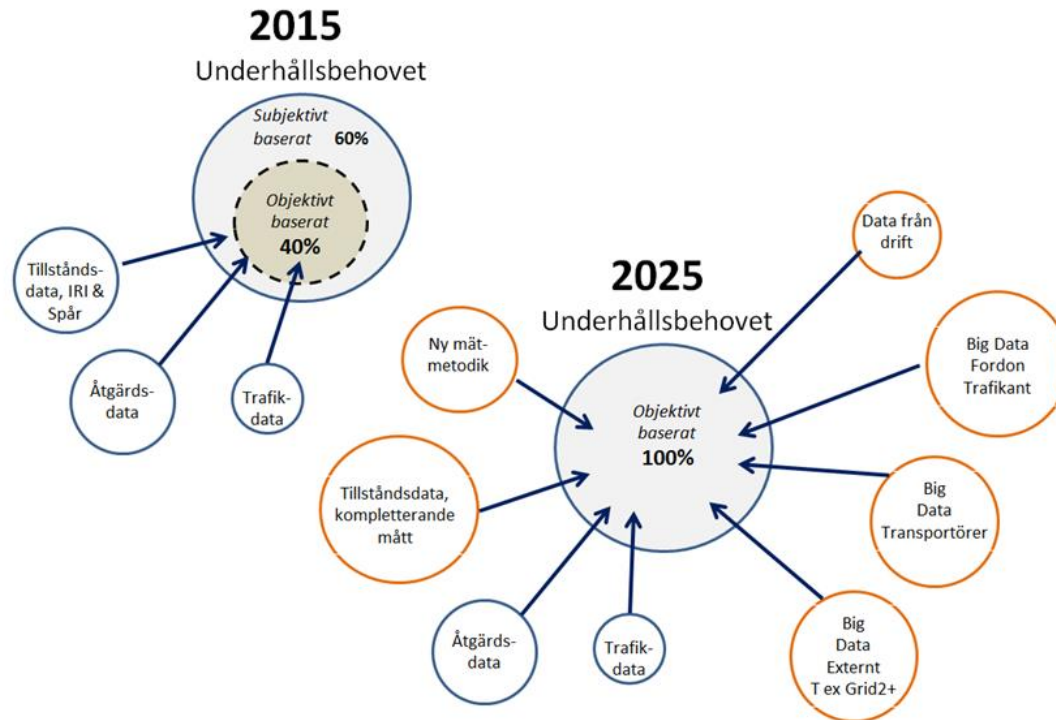 2015
Underhållsbehovet
Subjektivt
baserat 60%
Objektivt
baserat
40%
Tillstånds-
data, IRI &
Spår
Åtgärds-
data
Trafik-
data
2025
Underhållsbehovet
Objektivt
baserat
100%
Data från
drift
Ny mät-
metodik
Big Data
Fordon
Trafikant
Tillståndsdata,
kompletterande
mått
Big
Data
Transportörer
Åtgärds-
data
Trafik-
data
Big
Data
Externt
T ex Grid2+